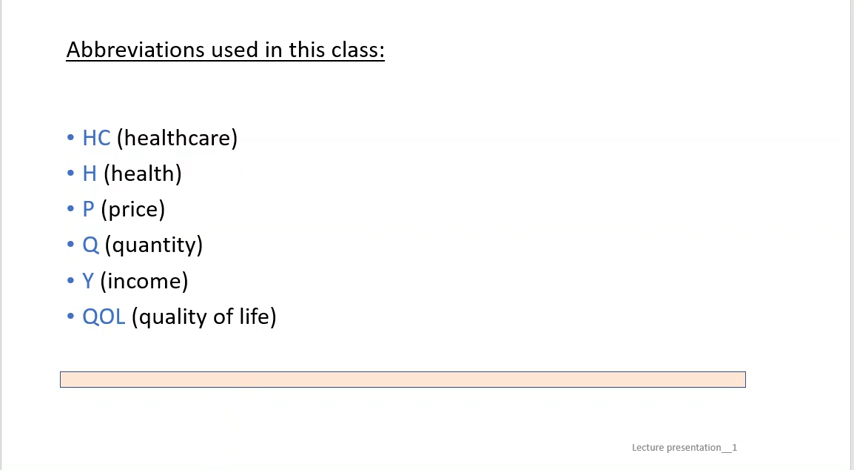 Abbreviations used in this class:
• HC (healthcare)
• H (health)
• P (price)
• Q (quantity)
• Y (income)
• QOL (quality of life)
Lecture presentation__1